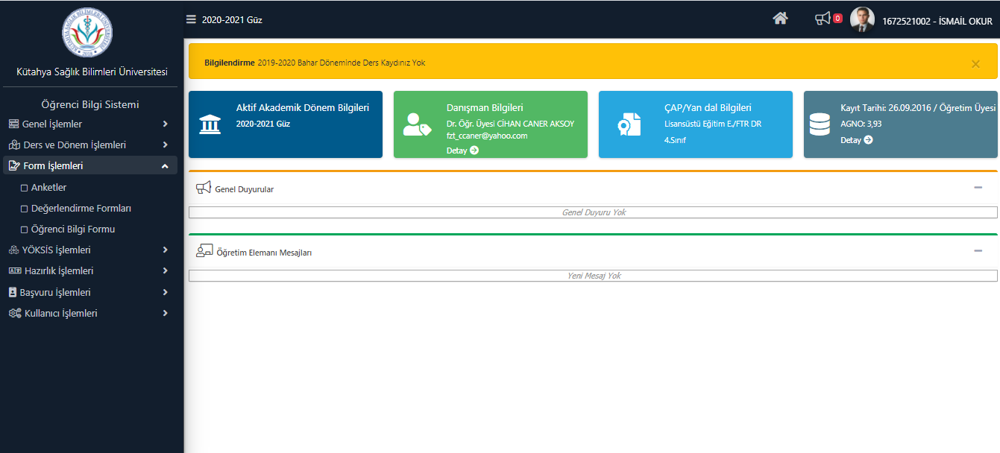 Kütahya Sağlık Bilimleri Üniversitesi
Öğrenci Bilgi Sistemi
Genel İşlemler
Ders ve Dönem İşlemleri
Form İşlemleri
Anketler
Değerlendirme Formları
Öğrenci Bilgi Formu
YÖKSİS İşlemleri
Hazırlık İşlemleri
Başvuru İşlemleri
Kullanıcı İşlemleri
2020-2021 Güz
0
1672521002 - İSMAİL OKUR
Bilgilendirme 2019-2020 Bahar Döneminde Ders Kaydınız Yok
Aktif Akademik Dönem Bilgileri
2020-2021 Güz
Danışman Bilgileri
Dr. Öğr. Üyesi CİHAN CANER AKSOY
fzt_ccaner@yahoo.com
Detay
ÇAP/Yan dal Bilgileri
Lisansüstü Eğitim E./FTR DR
4.Sınıf
Kayıt Tarihi: 26.09.2016 / Öğretim Üyesi
AGNO: 3,93
Detay
Genel Duyurular
Genel Duyuru Yok
Öğretim Elemanı Mesajları
Yeni Mesaj Yok